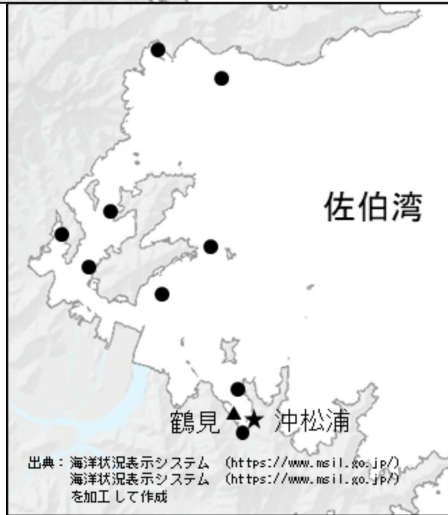 佐伯湾
鶴見 沖松浦
出典：海洋状況表示システム （https://www.msil.go.jp/）
海洋状況表示システム （https://www.msil.go.jp/）
を加工して作成